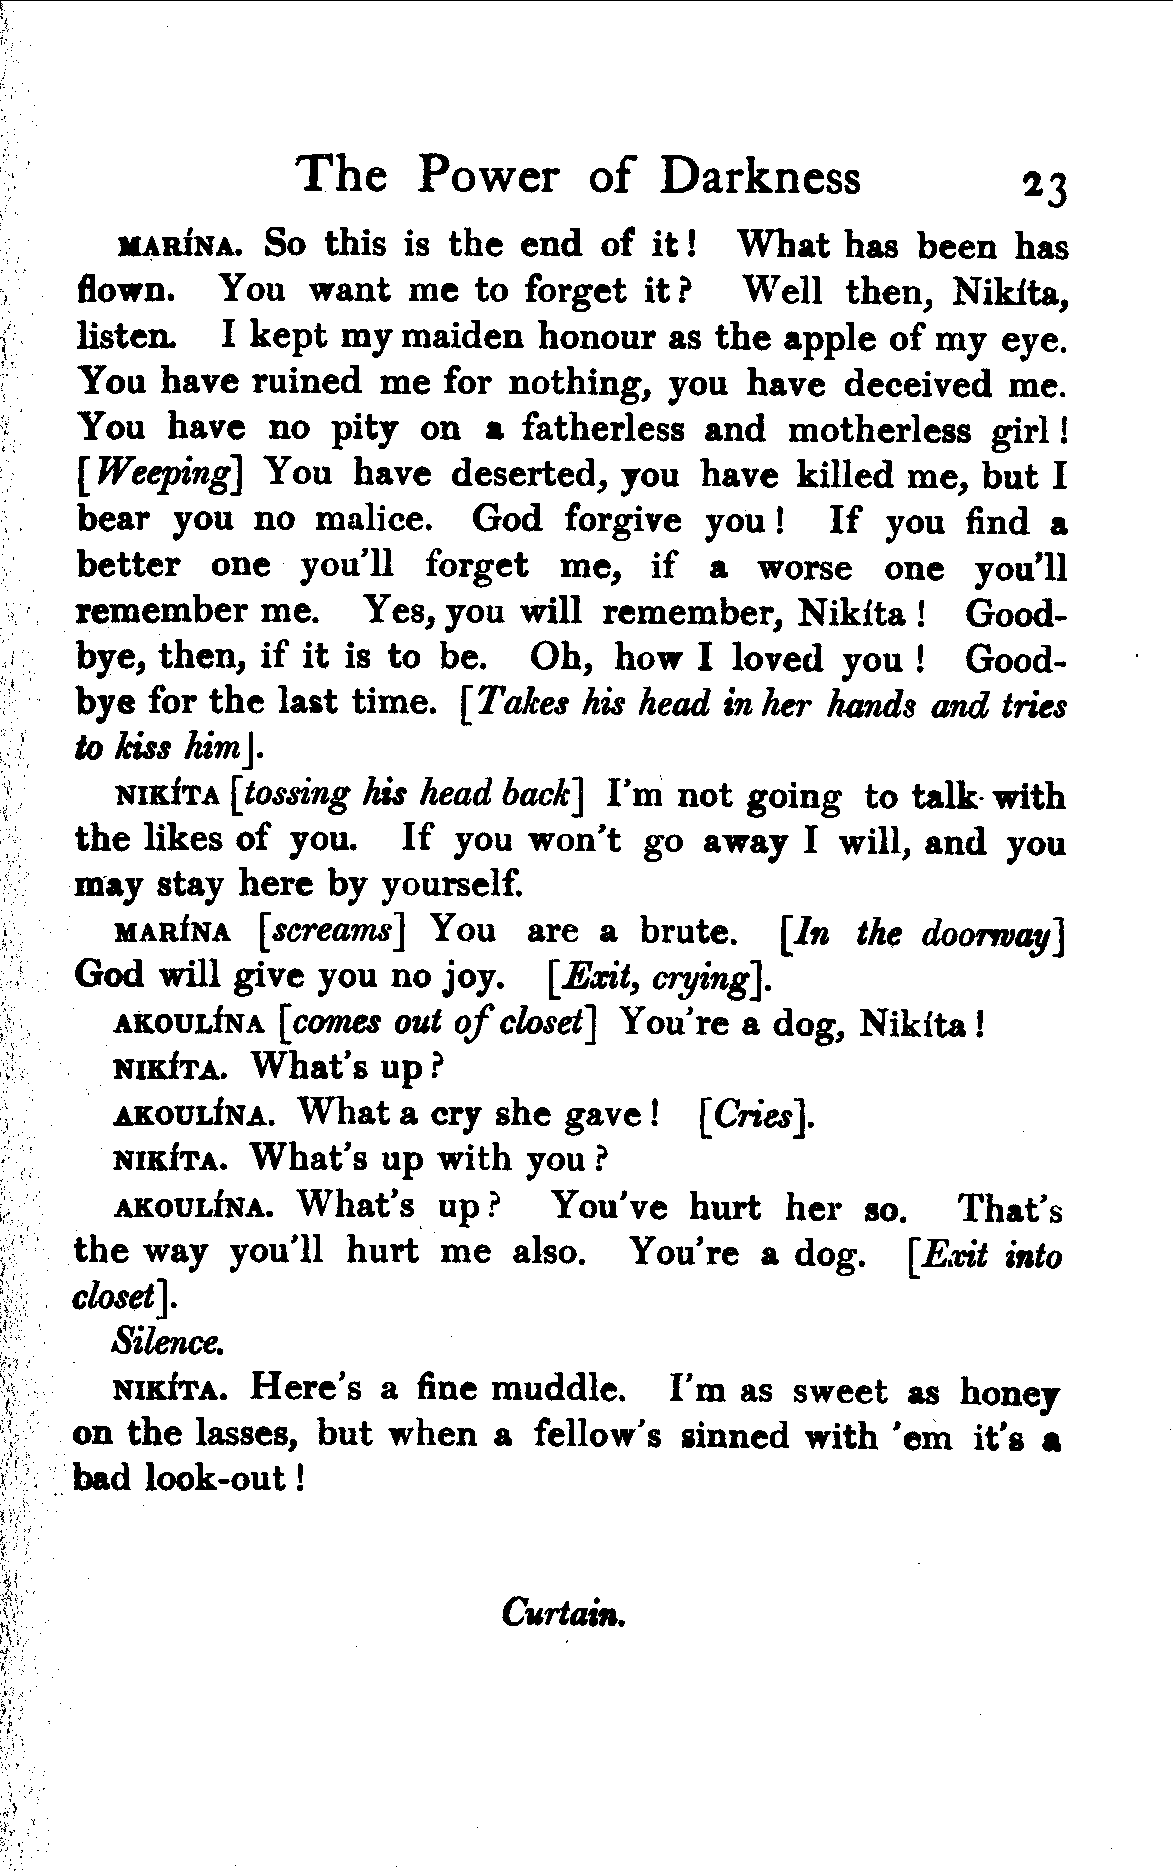 The Power of Darkness 23
MARÍNA. So this is the end of it! What has been has
flown. You want me to forget it? Well then, Nikíta,
listen. I kept my maiden honour as the apple of my eye.
You have ruined me for nothing, you have deceived me.
You have no pity on a fatherless and motherless girl!
[Weeping] You have deserted, you have killed me, but I
bear you no malice. God forgive you! If you find a
better one you'll forget me, if a worse one you'll
remember me. Yes, you will remember, Nikíta! Good-
bye, then, if it is to be. Oh, how I loved you! Good-
bye for the last time. [Takes his head in her hands and tries
to kiss him].
NIKÍTA [tossing his head back] I'm not going to talk with
the likes of you. If you won't go away I will, and you
may stay here by yourself.
MARÍNA [screams] You are a brute. [In the doorway]
God will give you no joy. [Exit, crying].
AKOULÍNA [comes out of closet] You're a dog, Nikíta!
NIKÍTA. What's up?
AKOULÍNA. What a cry she gave! [Cries].
NIKÍTA. What's up with you?
AKOULÍNA. What's up? You've hurt her so. That's
the way you'll hurt me also. You're a dog. [Exit into
closet].
Silence.
NIKÍTA. Here's a fine muddle. I'm as sweet as honey
on the lasses, but when a fellow's sinned with 'em it's a
bad look-out!
Curtain.